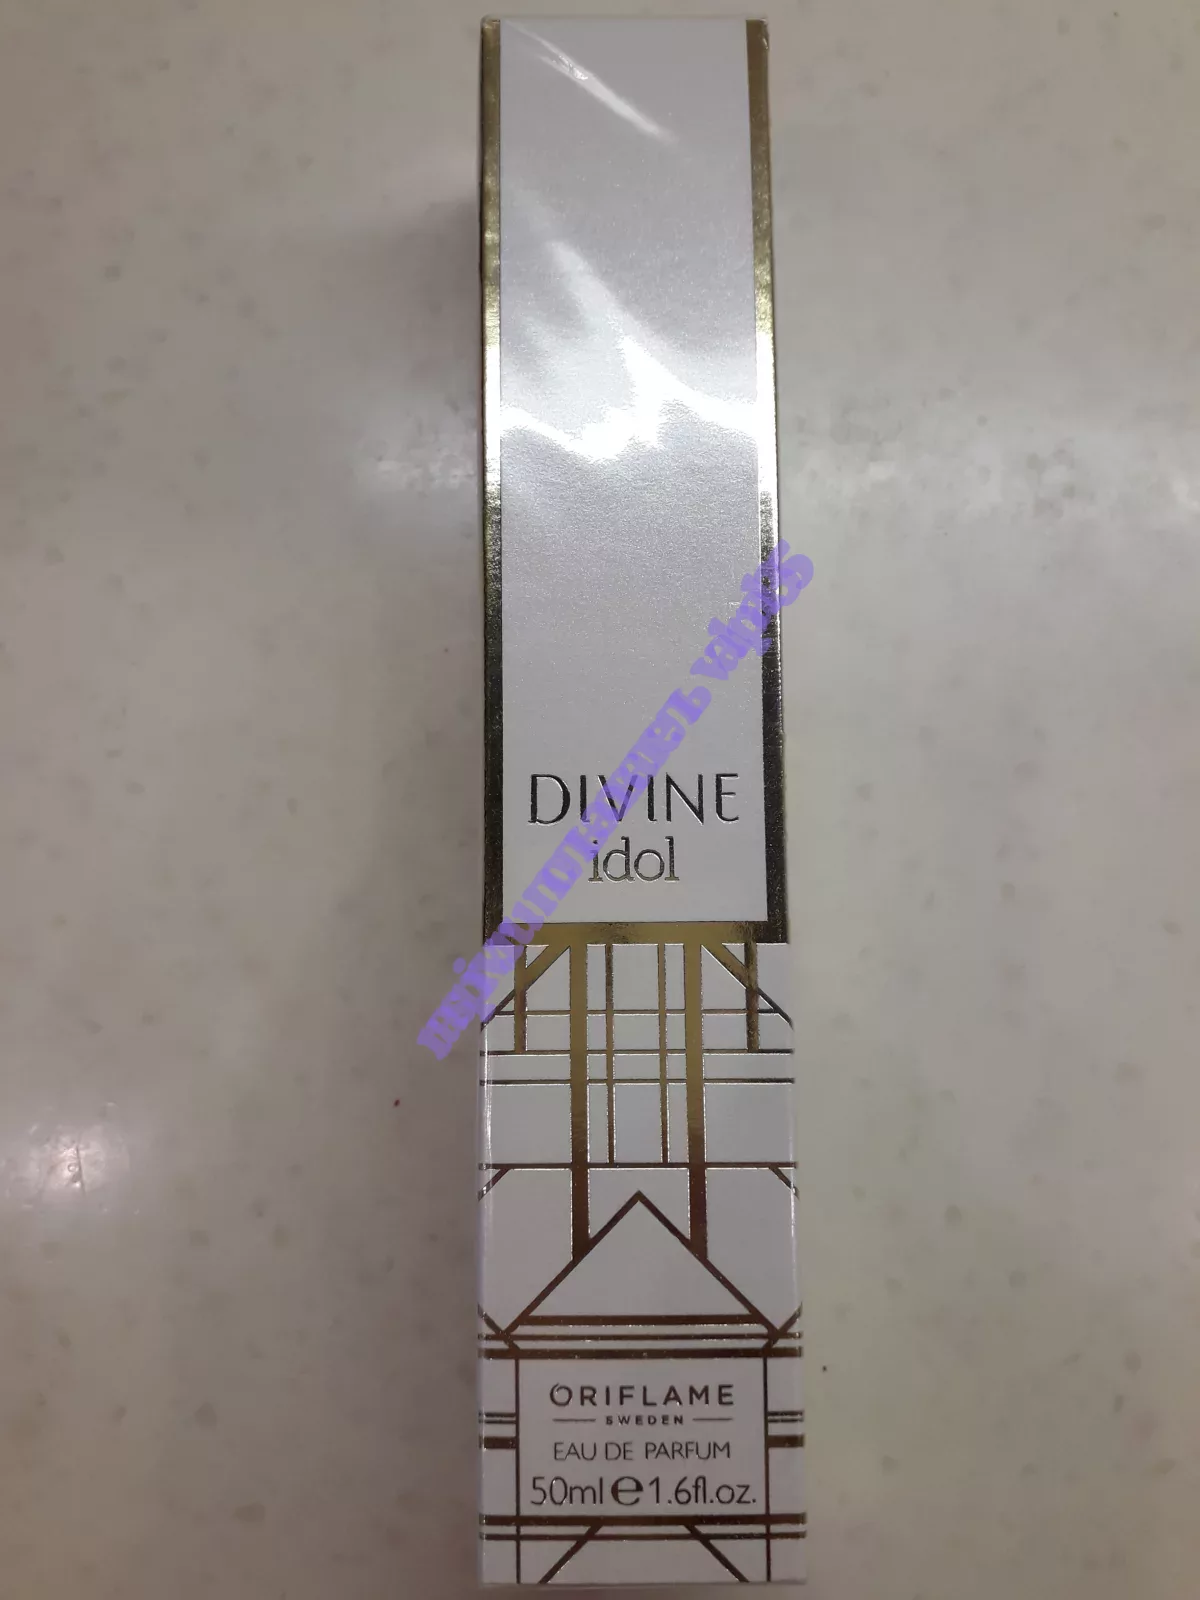 DIVINE
idol
ORIFLAME
SWEDEN
EAU DE PARFUM
50ml e 1.6fl.oz.